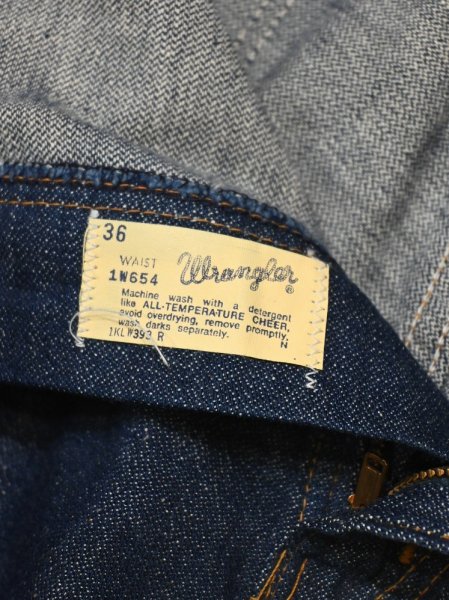 36
WAIST
1W654
Wrangler ®
Machine wash with a detergent
like ALL-TEMPERATURE CHEER,
avoid overdrying, remove promptly,
wash darks separately. N
1KLW393 R